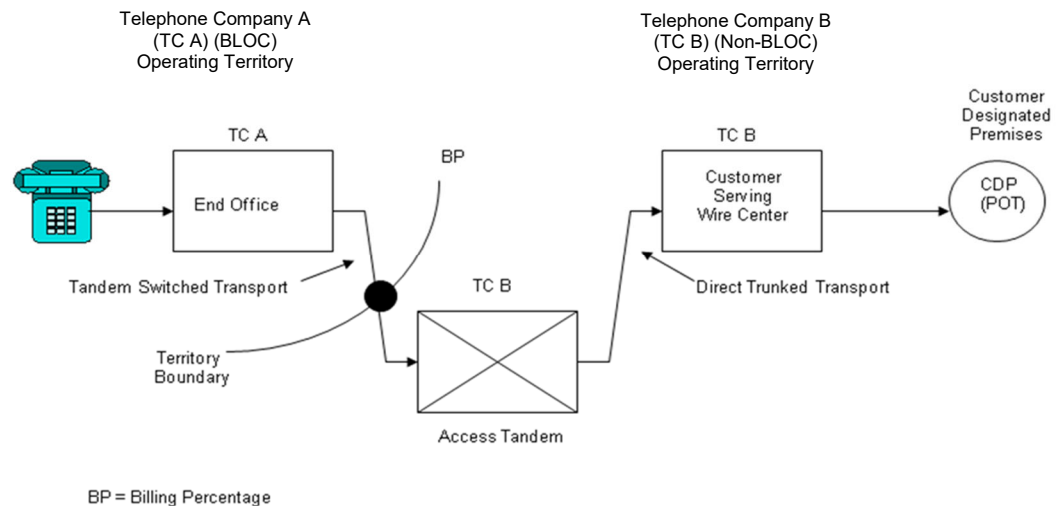 Telephone Company A
(TC A) (BLOC)
Operating Territory
Telephone Company B
(TC B) (Non-BLOC)
Operating Territory
Customer
Designated
Premises
TC A
BP
TC B
End Office
Customer
Serving
Wire Center
CDP
(POT)
Tandem Switched Transport
TC B
Direct Trunked Transport
Territory
Boundary
Access Tandem
BP = Billing Percentage